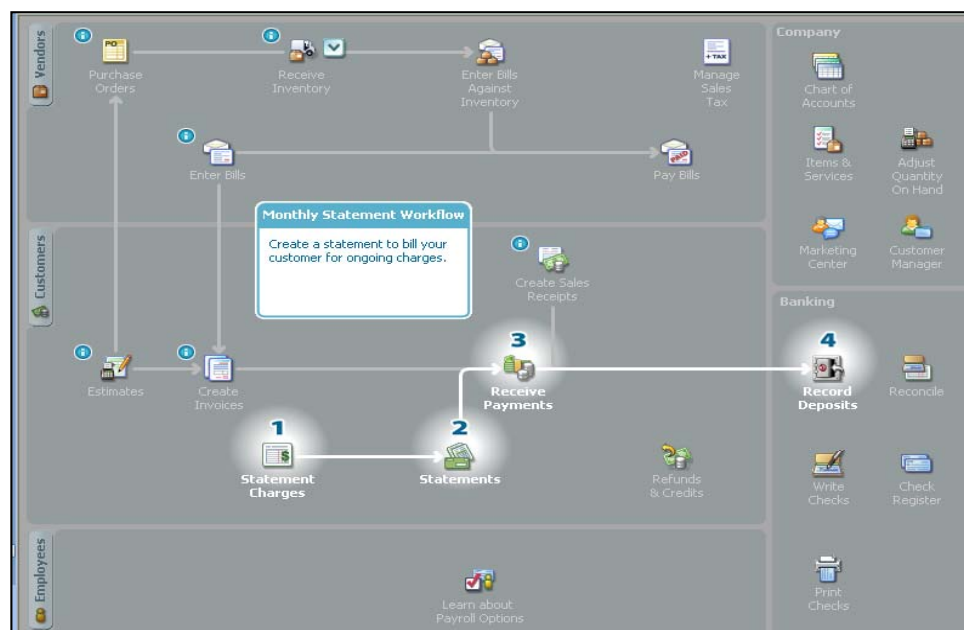 Vendors
PO
Purchase
Orders
Receive
Inventory
Enter Bills
Against
Inventory
+TAX
Manage
Sales
Tax
Enter Bills
PAID
Pay Bills
Monthly Statement Workflow
Create a statement to bill your
customer for ongoing charges.
Customers
Create Sales
Receipts
Estimates
Create
Invoices
3
Receive
Payments
1
$
Statement
Charges
2
Statements
Refunds
& Credits
Employees
Learn about
Payroll Options
Company
Chart of
Accounts
Items &
Services
Adjust
Quantity
On Hand
Marketing
Center
Customer
Manager
Banking
4
Record
Deposits
Reconcile
Write
Checks
Check
Register
Print
Checks